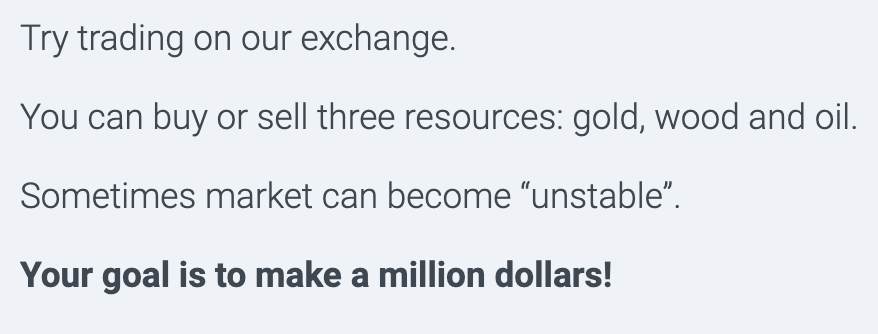 Try trading on our exchange.
You can buy or sell three resources: gold, wood and oil.
Sometimes market can become “unstable”.
Your goal is to make a million dollars!